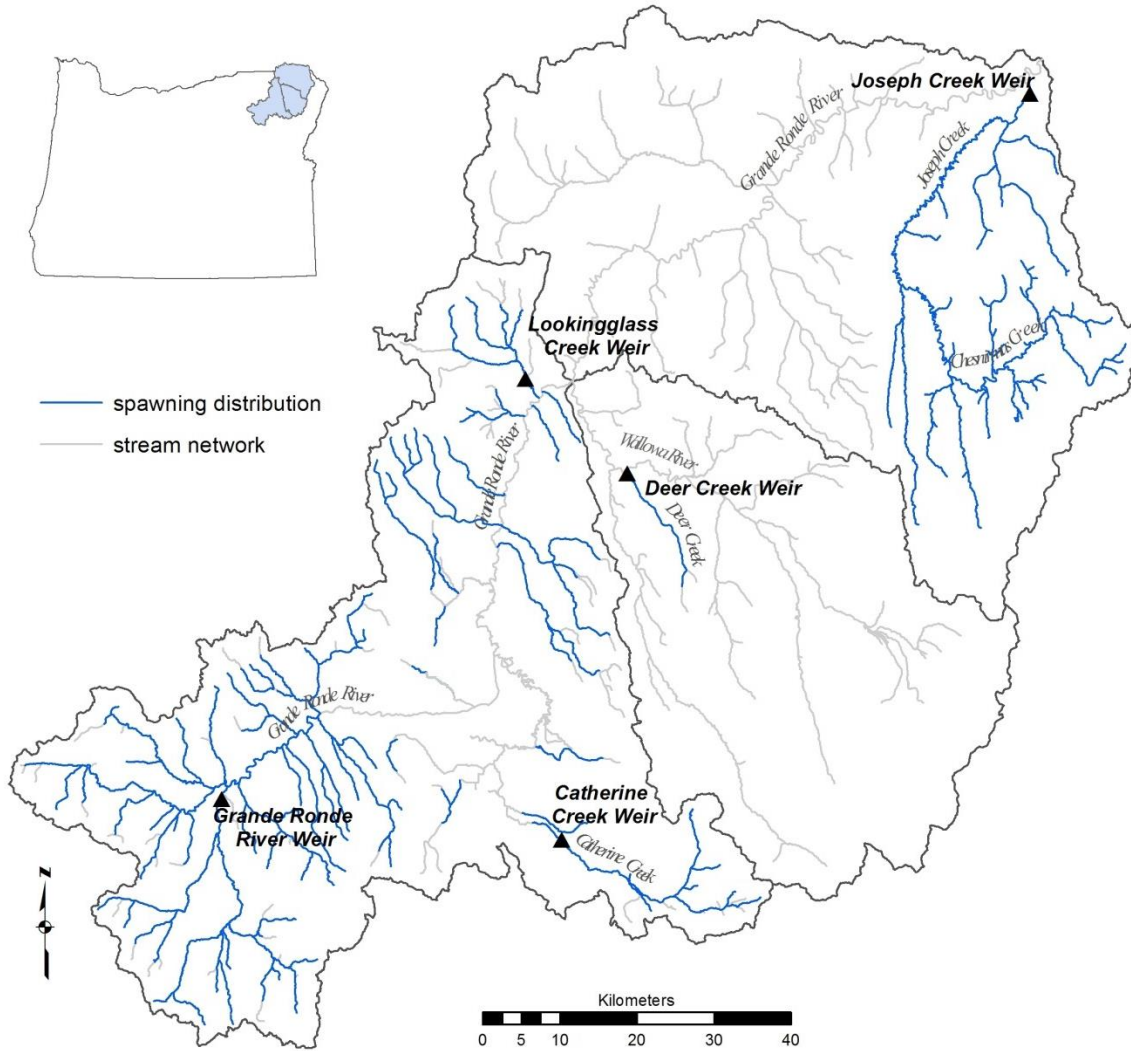 Joseph Creek Weir
Grande Ronde River
Joseph Creek
Lookingglass
Creek Weir
Chesnimnus Creek
spawning distribution
stream network
Grande Ronde River
Wallowa River
Deer Creek Weir
Deer Creek
Grande Ronde River
Catherine
Creek Weir
Grande Ronde
River Weir
Catherine Creek
N
Kilometers
0 5 10 20 30 40